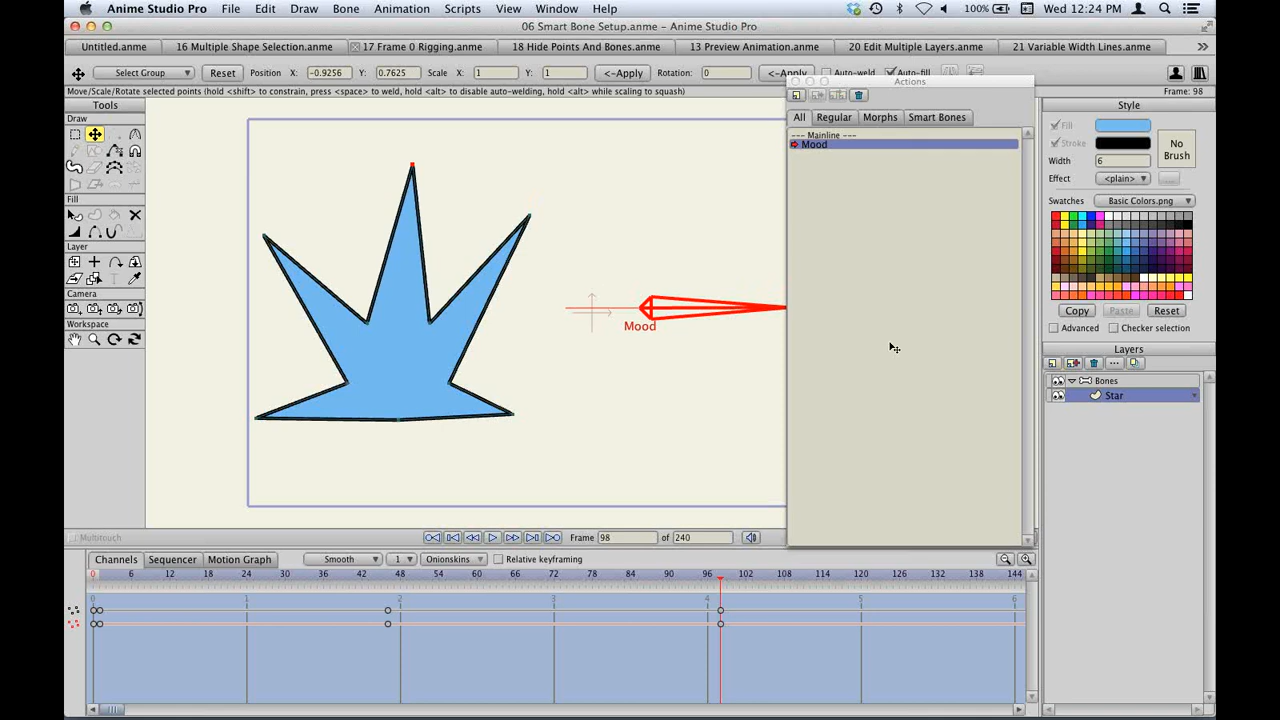 Anime Studio Pro File Edit Draw Bone Animation Scripts View Window Help 100% Wed 12:24 PM
06 Smart Bone Setup.anme - Anime Studio Pro
Untitled.anme 16 Multiple Shape Selection.anme 17 Frame 0 Rigging.anme 18 Hide Points And Bones.anme 13 Preview Animation.anme 20 Edit Multiple Layers.anme 21 Variable Width Lines.anme
Select Group Reset Position X: -0.9256 Y: 0.7625 Scale X: 1 Y: 1 <-Apply Rotation: 0 <-Apply Auto-weld Auto-fill
Move/Scale/Rotate selected points (hold <shift> to constrain, press <space> to weld, hold <alt> to disable auto-welding, hold <alt> while scaling to squash) Frame: 98
Tools
Draw
Fill
Layer
Camera
Workspace
Mood
Actions
All Regular Morphs Smart Bones
--- Mainline ---
Mood
Style
Fill
Stroke
No Brush
Width 6
Effect <plain> ...
Swatches Basic Colors.png
Copy Paste Reset
Advanced Checker selection
Layers
Bones
Star
Multitouch Frame 98 of 240
Channels Sequencer Motion Graph Smooth 1 Onionskins Relative keyframing
0 6 12 18 24 30 36 42 48 54 60 66 72 78 84 90 96 102 108 114 120 126 132 138 144
0 1 2 3 4 5 6